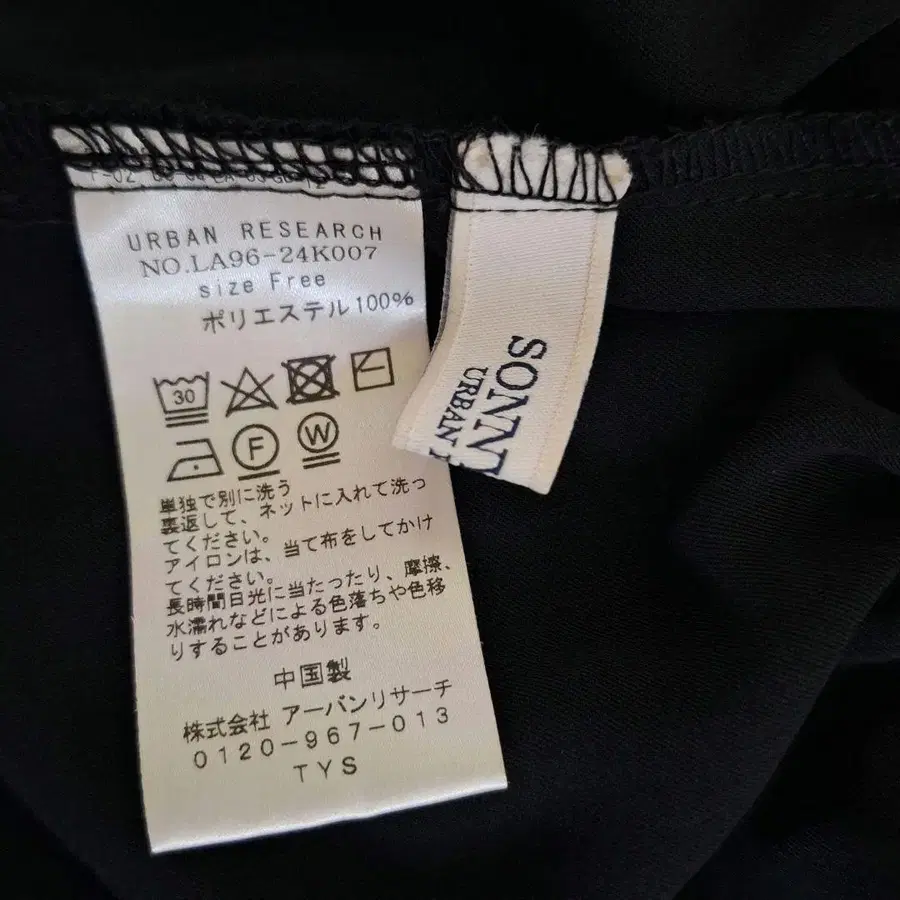 URBAN RESEARCH
NO.LA96-24K007
size Free
ポリエステル100%
30
F
W
単独で別に洗う
裏返して、ネットに入れて洗っ
てください。
アイロンは、当て布をしてかけ
てください。
長時間日光に当たったり、摩擦、
水濡れなどによる色落ちや色移
りすることがあります。
中国製
株式会社 アーバンリサーチ
0120-967-013
TYS
SONN
URBAN